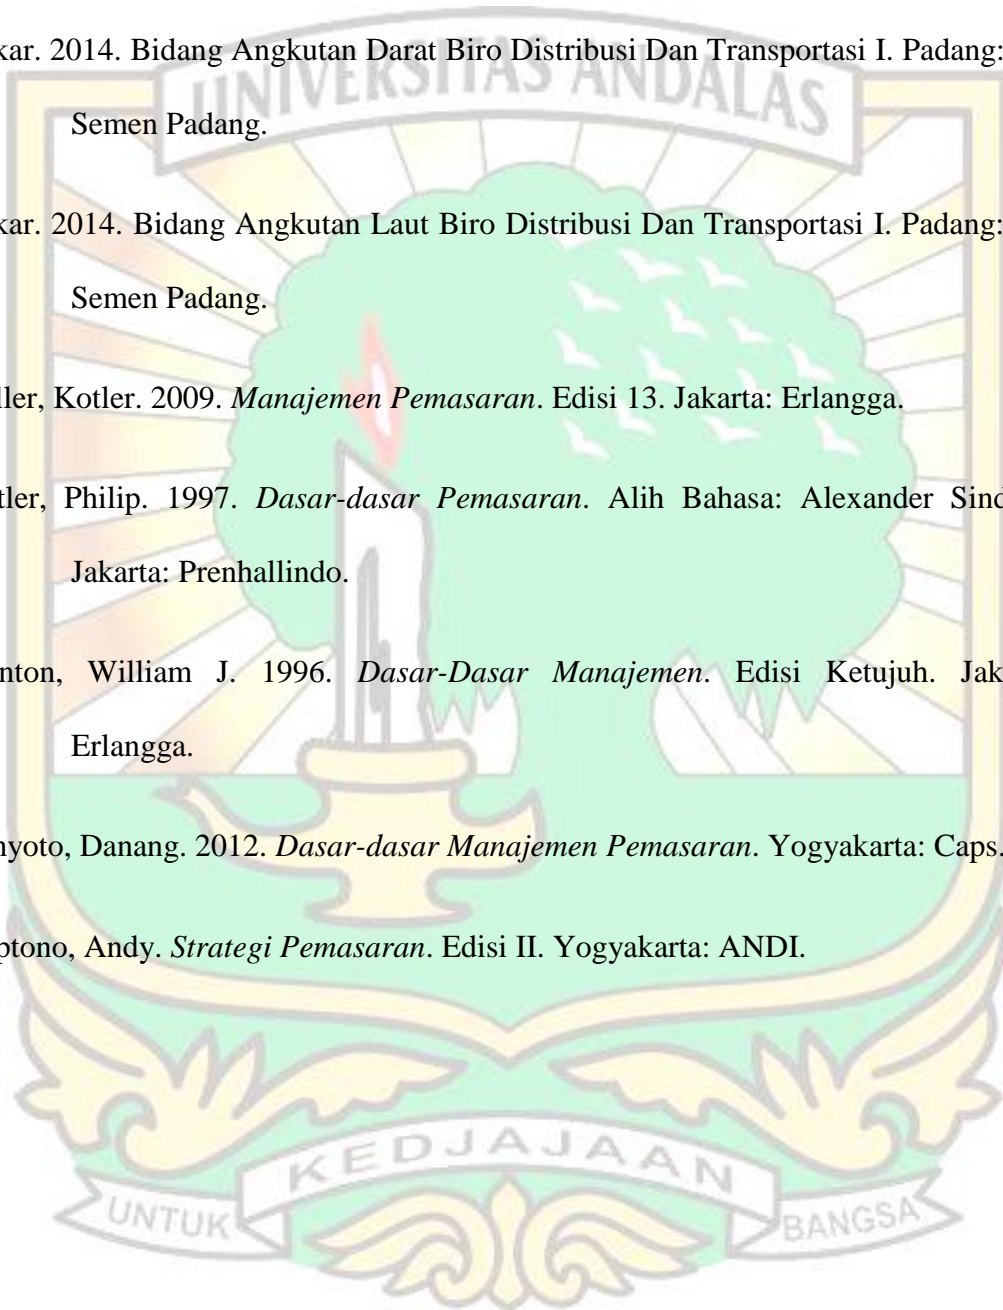 kar. 2014. Bidang Angkutan Darat Biro Distribusi Dan Transportasi I. Padang:
Semen Padang.
kar. 2014. Bidang Angkutan Laut Biro Distribusi Dan Transportasi I. Padang:
Semen Padang.
ller, Kotler. 2009. Manajemen Pemasaran. Edisi 13. Jakarta: Erlangga.
tler, Philip. 1997. Dasar-dasar Pemasaran. Alih Bahasa: Alexander Sind
Jakarta: Prenhallindo.
nton, William J. 1996. Dasar-Dasar Manajemen. Edisi Ketujuh. Jak
Erlangga.
nyoto, Danang. 2012. Dasar-dasar Manajemen Pemasaran. Yogyakarta: Caps.
ptono, Andy. Strategi Pemasaran. Edisi II. Yogyakarta: ANDI.
UNIVERSITAS ANDALAS
KEDJAJAAN
UNTUK BANGSA